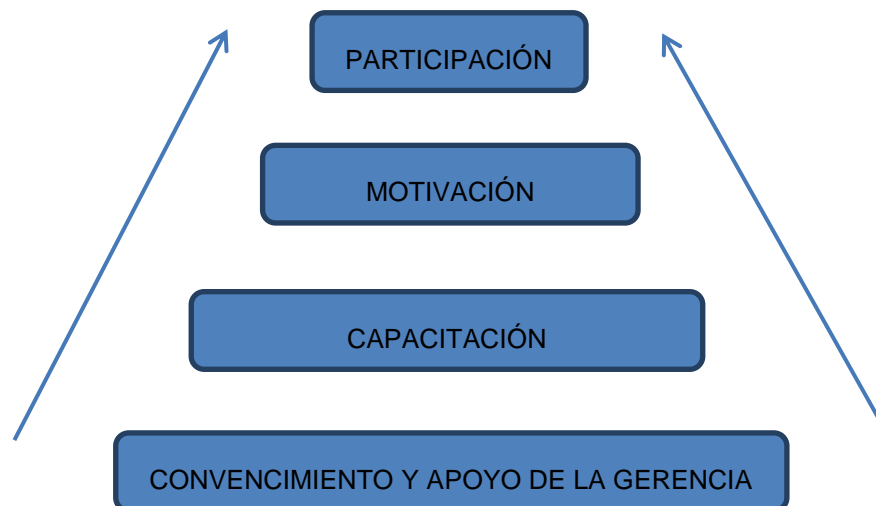 PARTICIPACIÓN
MOTIVACIÓN
CAPACITACIÓN
CONVENCIMIENTO Y APOYO DE LA GERENCIA